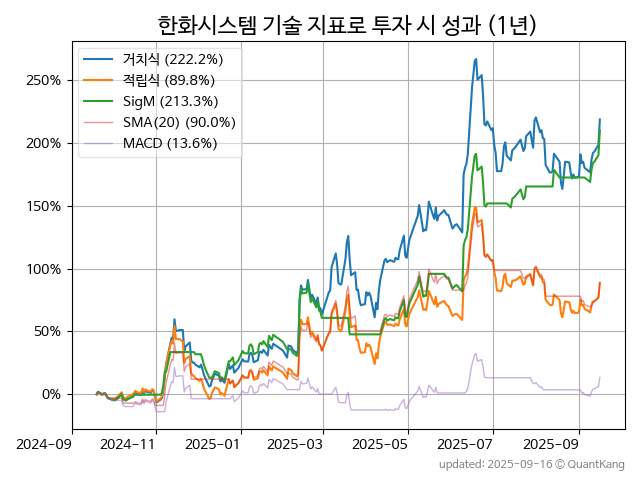 한화시스템 기술 지표로 투자 시 성과 (1년)
거치식 (222.2%)
적립식 (89.8%)
SigM (213.3%)
SMA(20) (90.0%)
MACD (13.6%)
250%
200%
150%
100%
50%
0%
2024-09 2024-11 2025-01 2025-03 2025-05 2025-07 2025-09
updated: 2025-09-16 © QuantKang